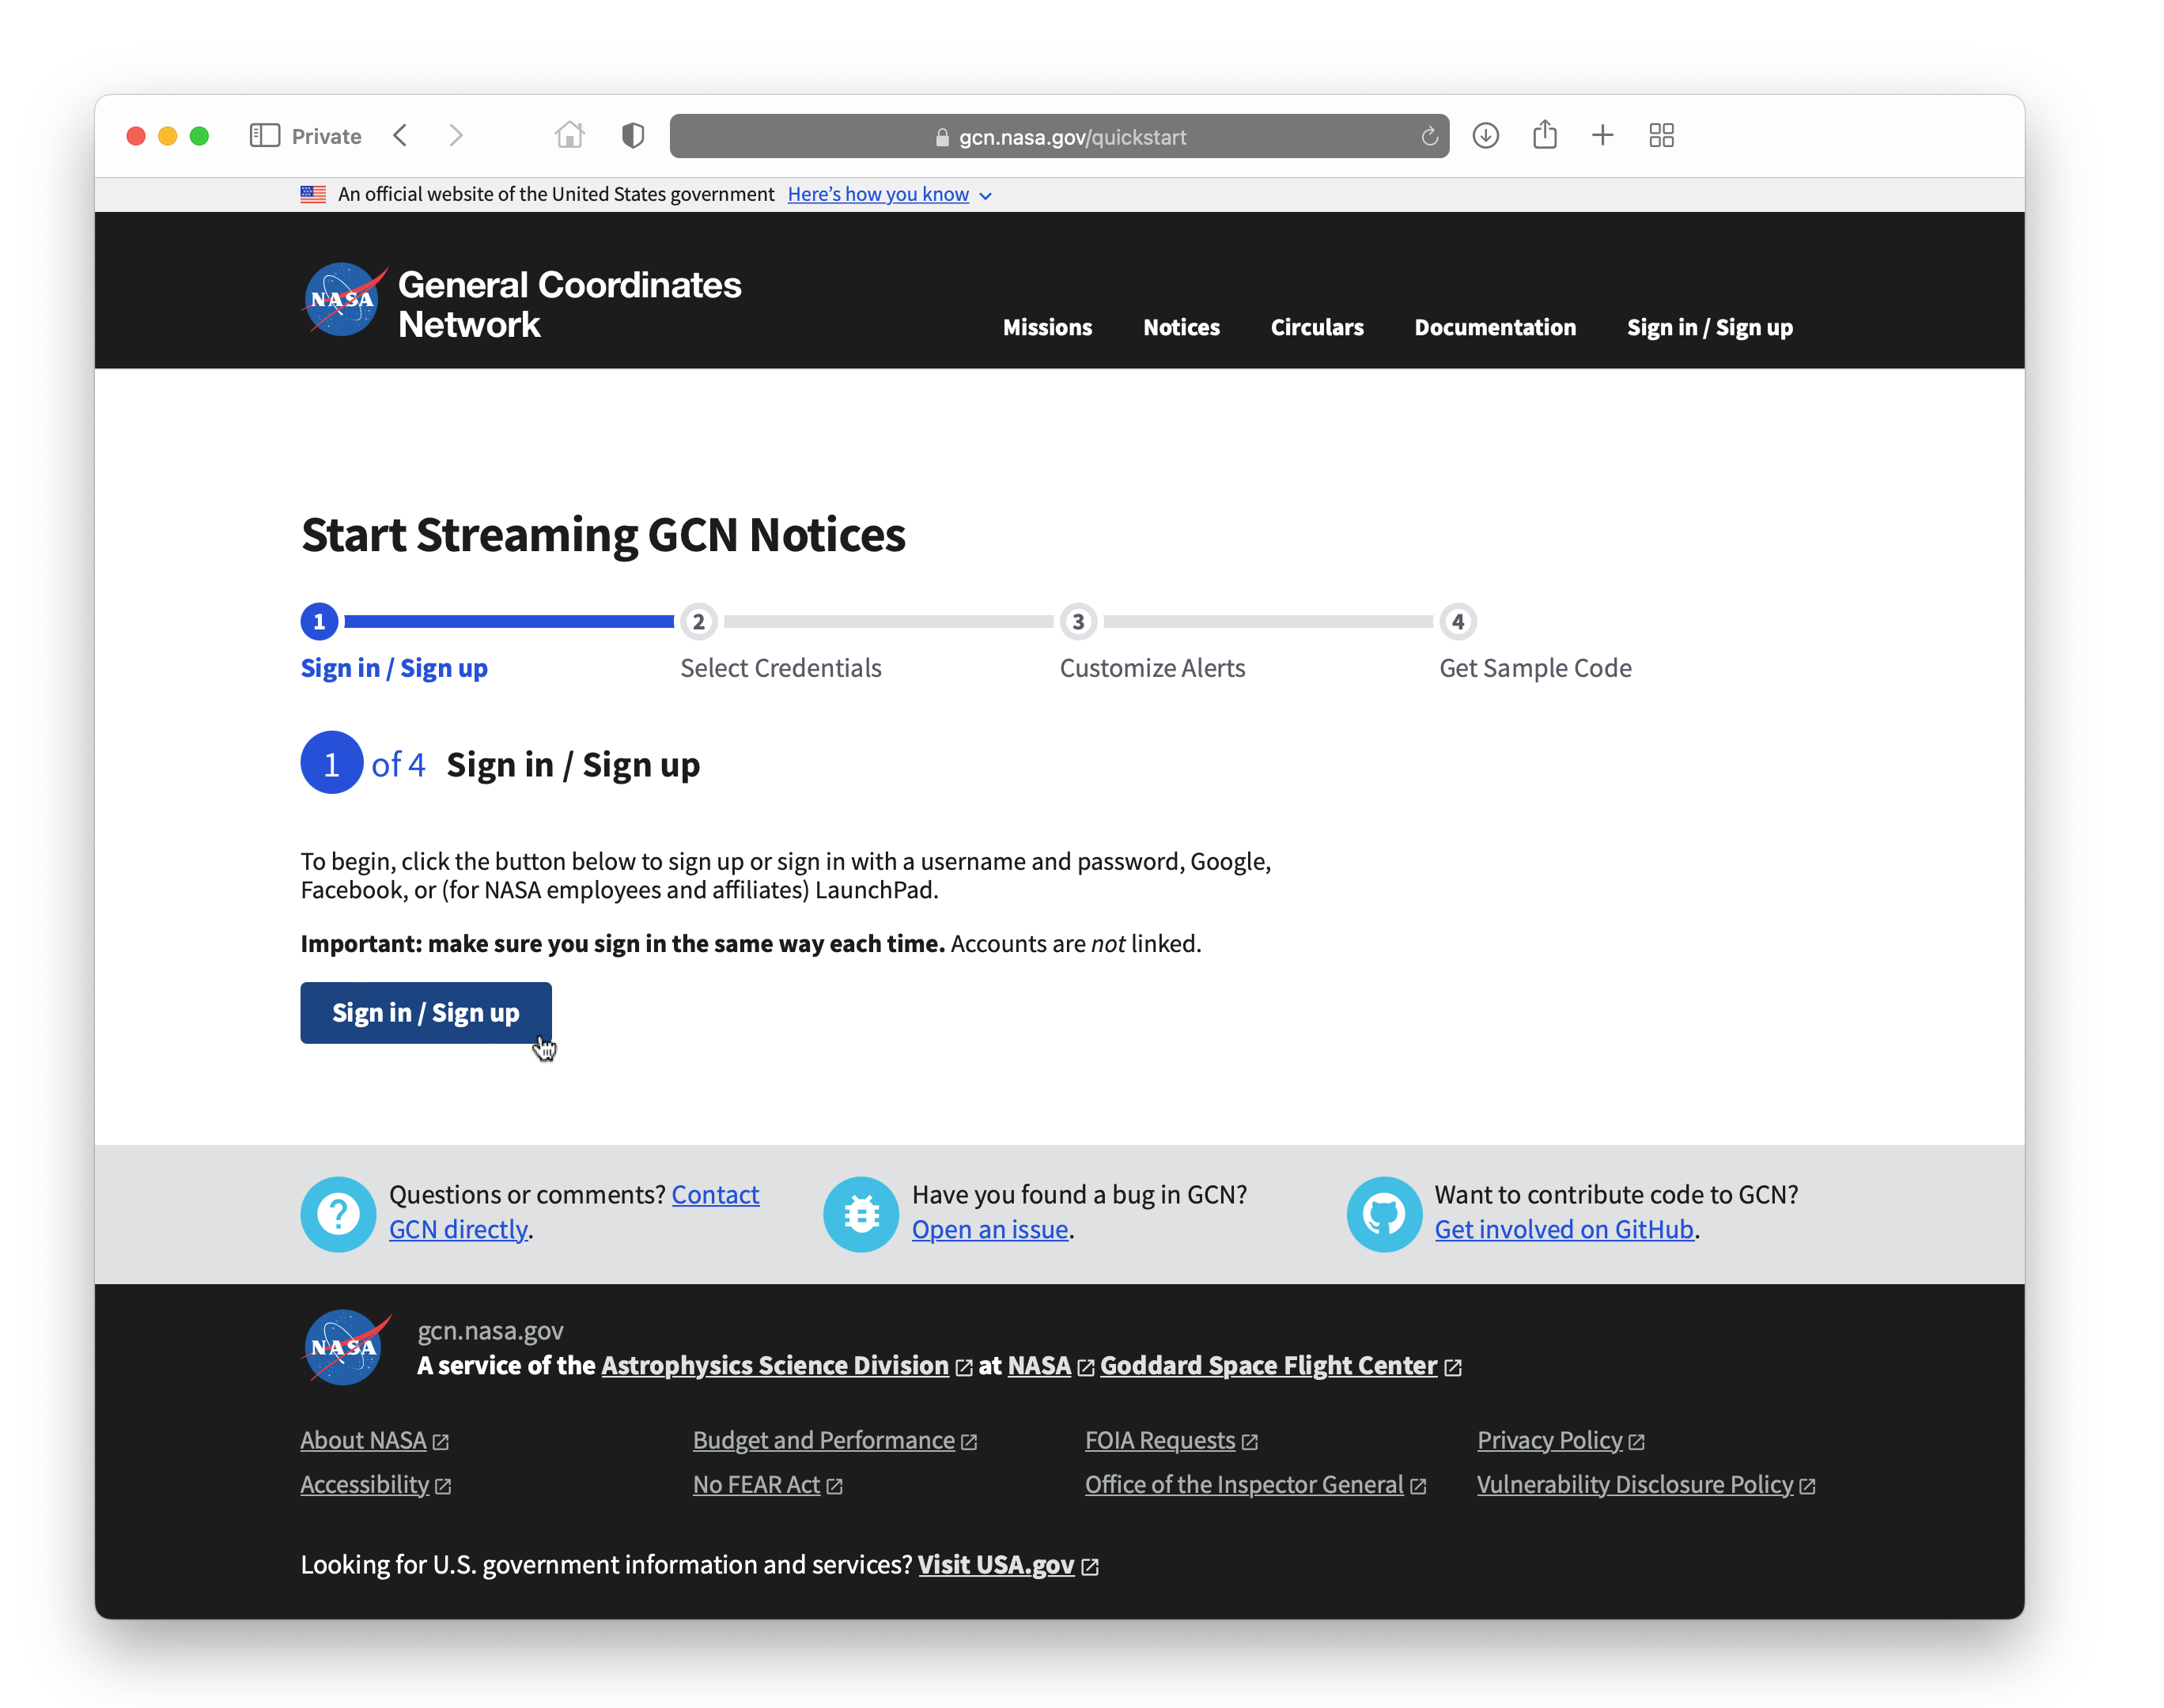 Private
gcn.nasa.gov/quickstart
An official website of the United States government Here’s how you know
NASA
General Coordinates
Network
Missions Notices Circulars Documentation Sign in / Sign up
Start Streaming GCN Notices
1 2 3 4
Sign in / Sign up Select Credentials Customize Alerts Get Sample Code
1 of 4 Sign in / Sign up
To begin, click the button below to sign up or sign in with a username and password, Google,
Facebook, or (for NASA employees and affiliates) LaunchPad.
Important: make sure you sign in the same way each time. Accounts are not linked.
Sign in / Sign up
Questions or comments? Contact
GCN directly.
Have you found a bug in GCN?
Open an issue.
Want to contribute code to GCN?
Get involved on GitHub.
NASA
gcn.nasa.gov
A service of the Astrophysics Science Division at NASA Goddard Space Flight Center
About NASA Budget and Performance FOIA Requests Privacy Policy
Accessibility No FEAR Act Office of the Inspector General Vulnerability Disclosure Policy
Looking for U.S. government information and services? Visit USA.gov